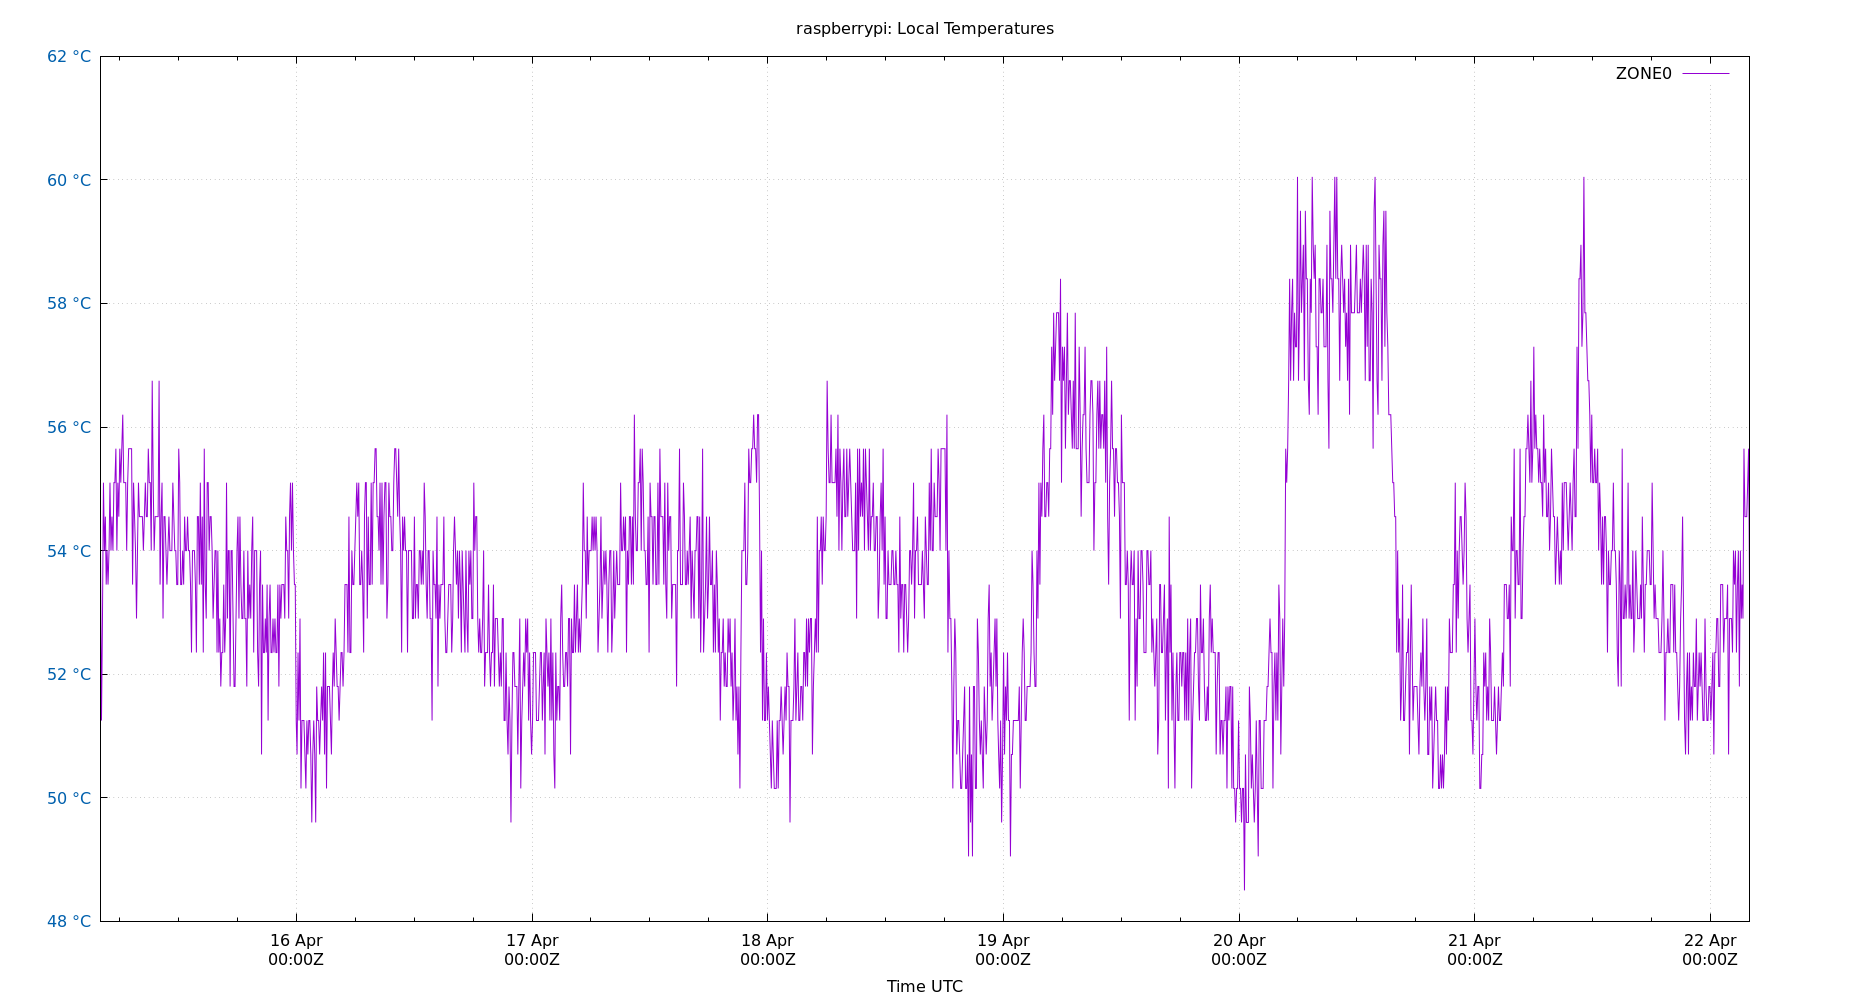 raspberrypi: Local Temperatures
62 °C
ZONE0
60 °C
58 °C
56 °C
54 °C
52 °C
50 °C
48 °C
16 Apr 17 Apr 18 Apr 19 Apr 20 Apr 21 Apr 22 Apr
00:00Z 00:00Z 00:00Z 00:00Z 00:00Z 00:00Z 00:00Z
Time UTC